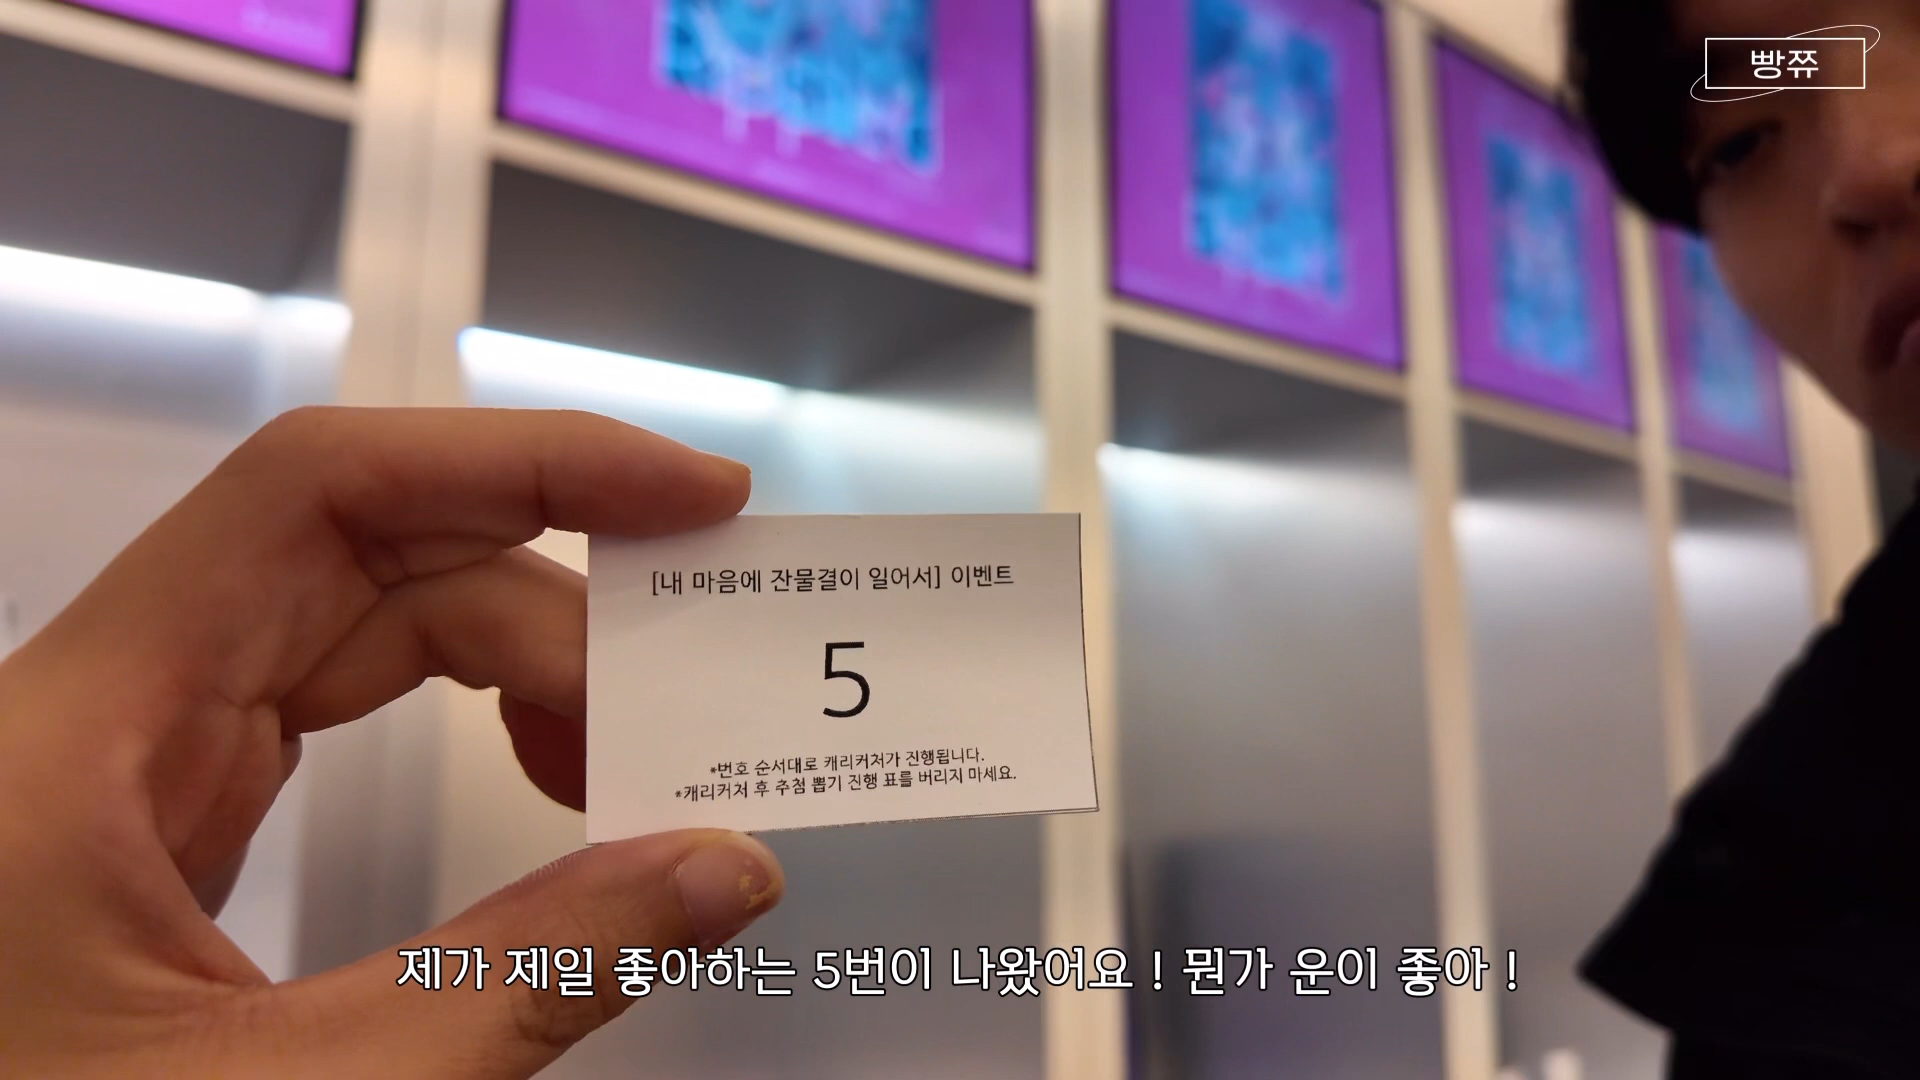 빵쮸
[내 마음에 잔물결이 일어서] 이벤트
5
*번호 순서대로 캐리커처가 진행됩니다.
*캐리커처 후 추첨 뽑기 진행 표를 버리지 마세요.
제가 제일 좋아하는 5번이 나왔어요 ! 뭔가 운이 좋아 !